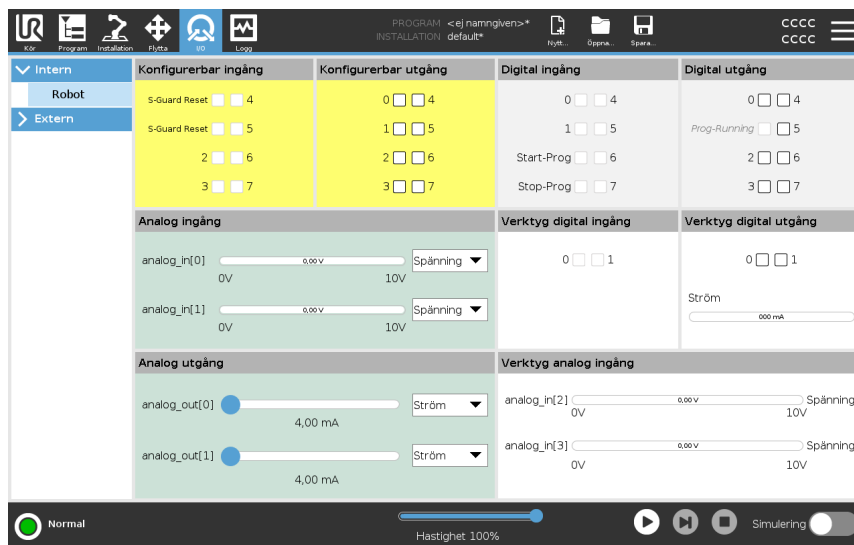 PROGRAM <ej namngiven>*
INSTALLATION default*
CCCC
CCCC
UR
Kör Program Installation Flytta I/O Logg Nytt... Öppna... Spara...
Intern
Robot
Extern
Konfigurerbar ingång
S-Guard Reset 4
S-Guard Reset 5
2 6
3 7
Konfigurerbar utgång
0 4
1 5
2 6
3 7
Digital ingång
0 4
1 5
Start-Prog 6
Stop-Prog 7
Digital utgång
0 4
Prog-Running 5
2 6
3 7
Analog ingång
analog_in[0] 0,00 V Spänning
0V 10V
analog_in[1] 0,00 V Spänning
0V 10V
Verktyg digital ingång
0 1
Verktyg digital utgång
0 1
Ström
000 mA
Analog utgång
analog_out[0] Ström
4,00 mA
analog_out[1] Ström
4,00 mA
Verktyg analog ingång
analog_in[2] 0,00 V Spänning
0V 10V
analog_in[3] 0,00 V Spänning
0V 10V
Normal
Hastighet 100%
Simulering